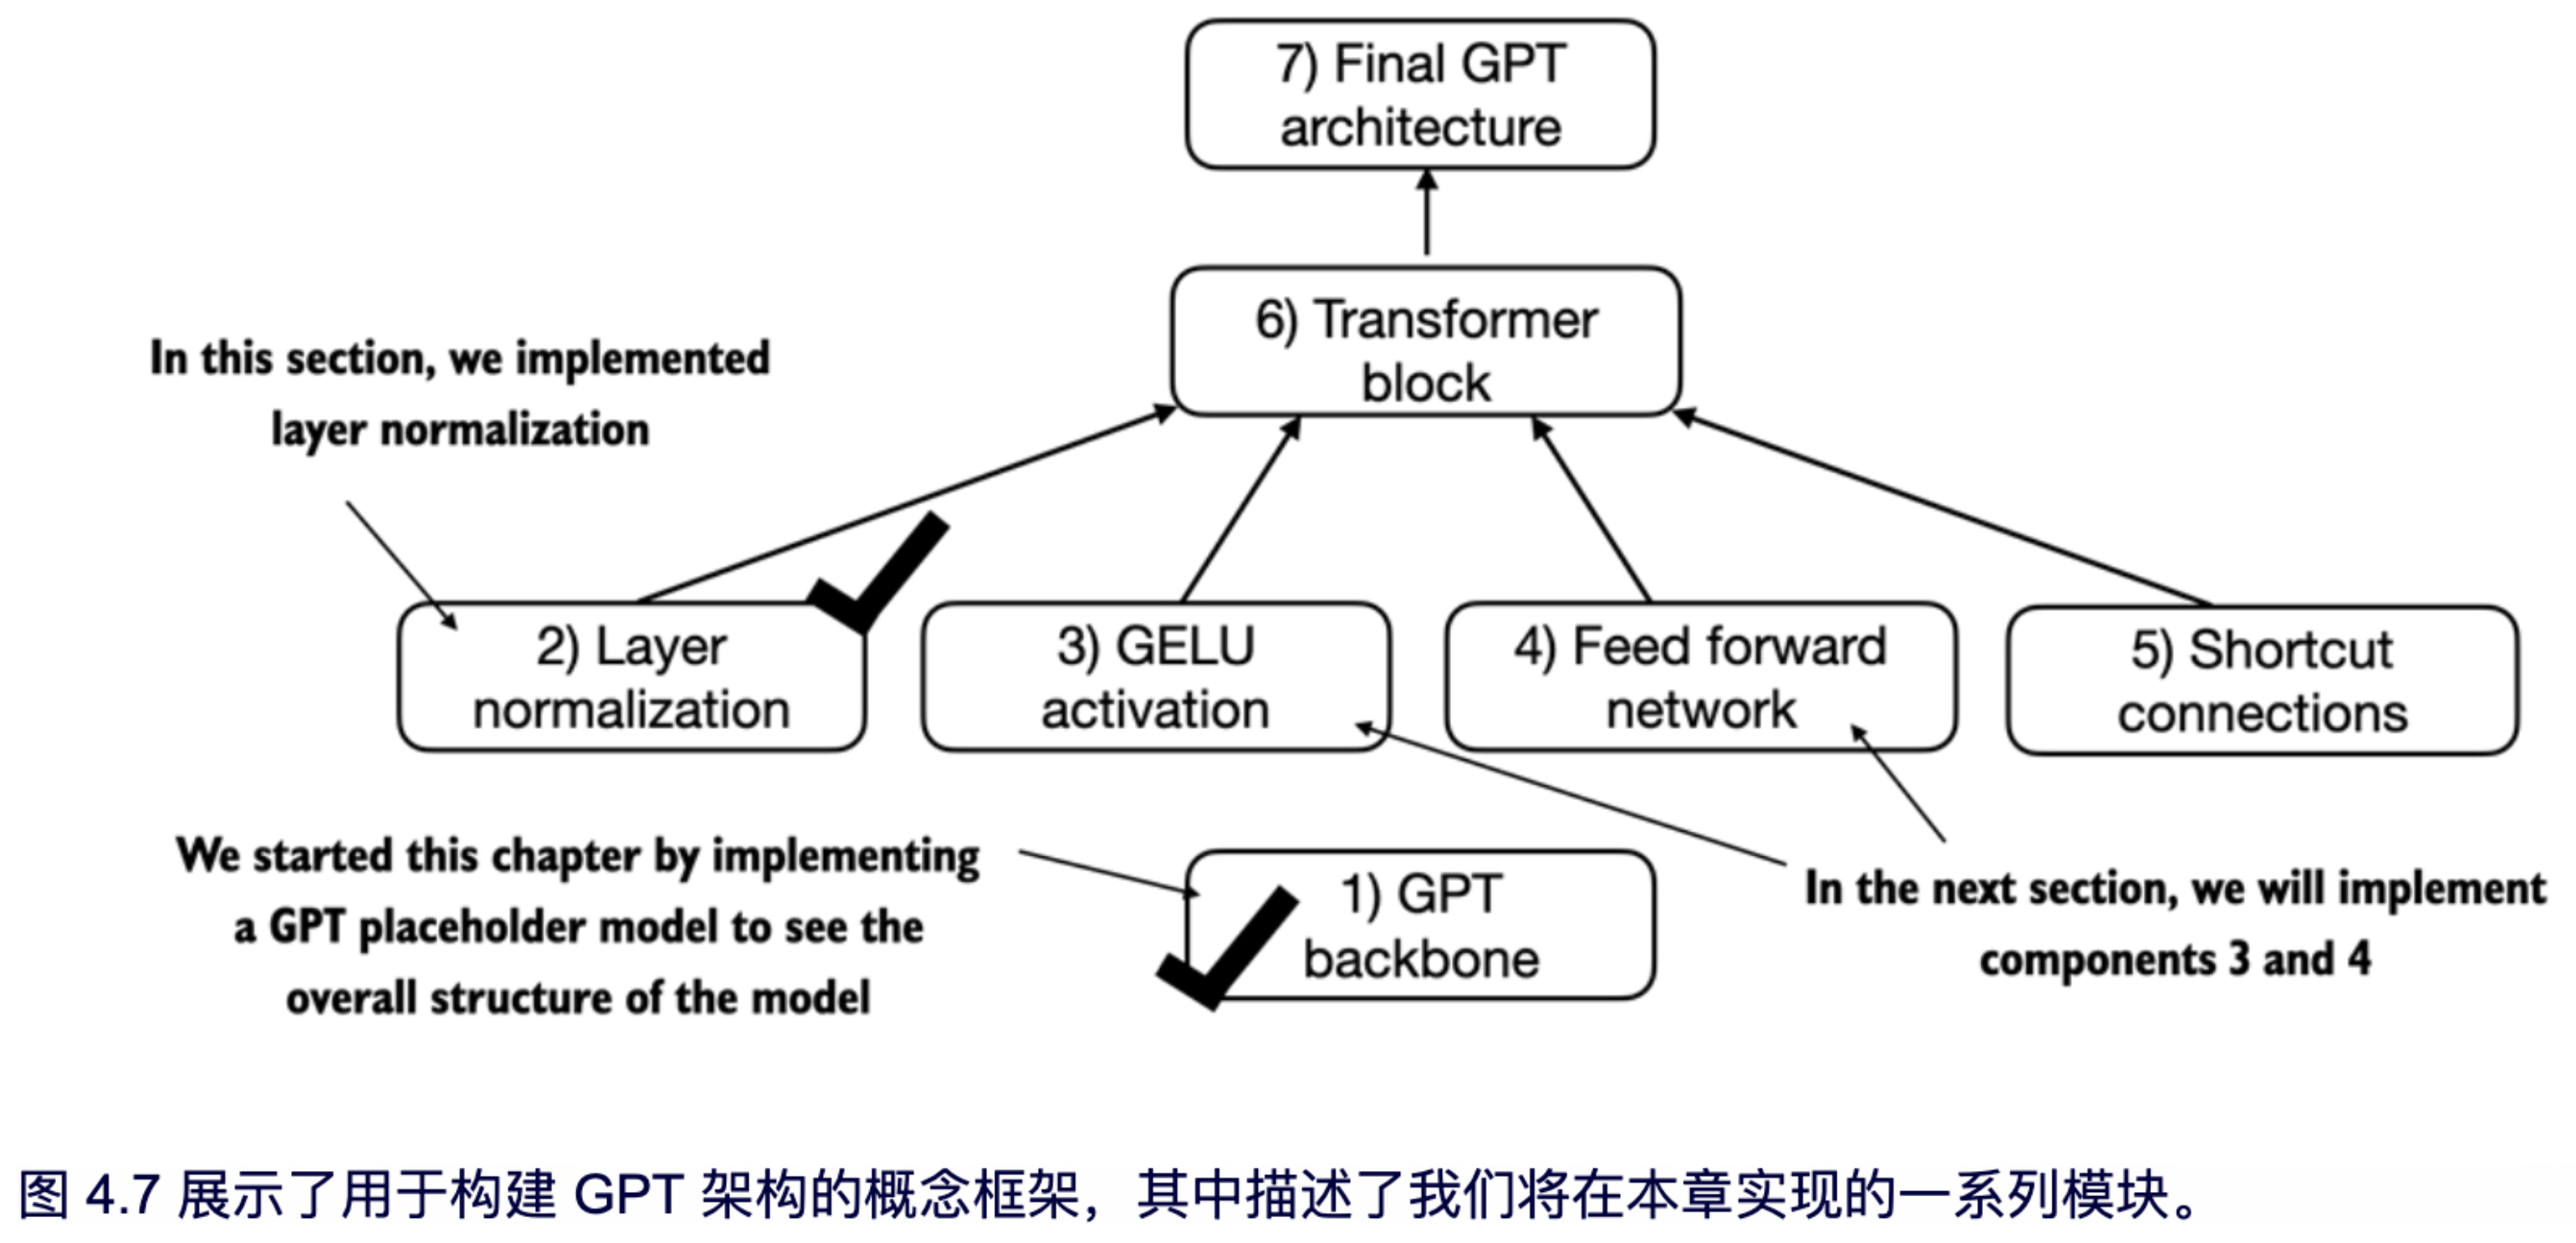 7) Final GPT
architecture
6) Transformer
block
In this section, we implemented
layer normalization
2) Layer
normalization
3) GELU
activation
4) Feed forward
network
5) Shortcut
connections
We started this chapter by implementing
a GPT placeholder model to see the
overall structure of the model
1) GPT
backbone
In the next section, we will implement
components 3 and 4
图 4.7 展示了用于构建 GPT 架构的概念框架，其中描述了我们将在本章实现的一系列模块。